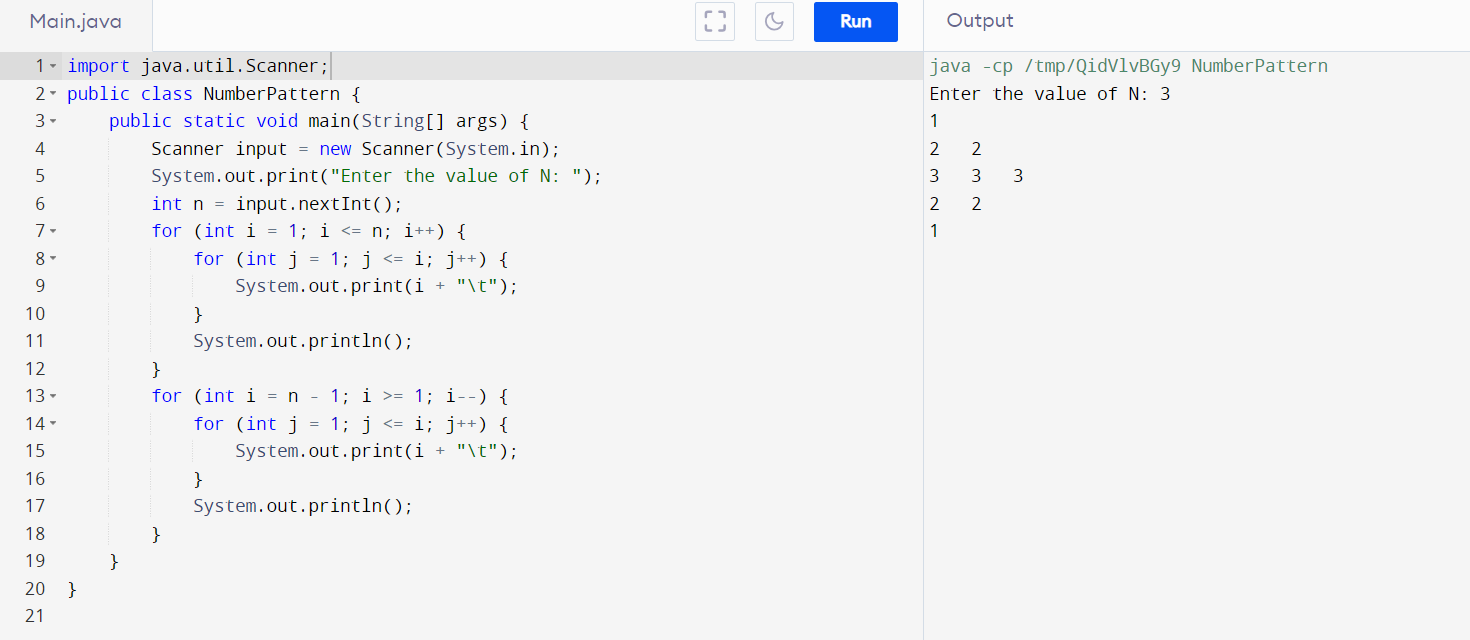 Main.java
Run
Output
1 import java.util.Scanner;
2 public class NumberPattern {
3     public static void main(String[] args) {
4         Scanner input = new Scanner(System.in);
5         System.out.print("Enter the value of N: ");
6         int n = input.nextInt();
7         for (int i = 1; i <= n; i++) {
8             for (int j = 1; j <= i; j++) {
9                 System.out.print(i + "\t");
10             }
11             System.out.println();
12         }
13         for (int i = n - 1; i >= 1; i--) {
14             for (int j = 1; j <= i; j++) {
15                 System.out.print(i + "\t");
16             }
17             System.out.println();
18         }
19     }
20 }
21
java -cp /tmp/QidVlvBGy9 NumberPattern
Enter the value of N: 3
1
2   2
3   3   3
2   2
1